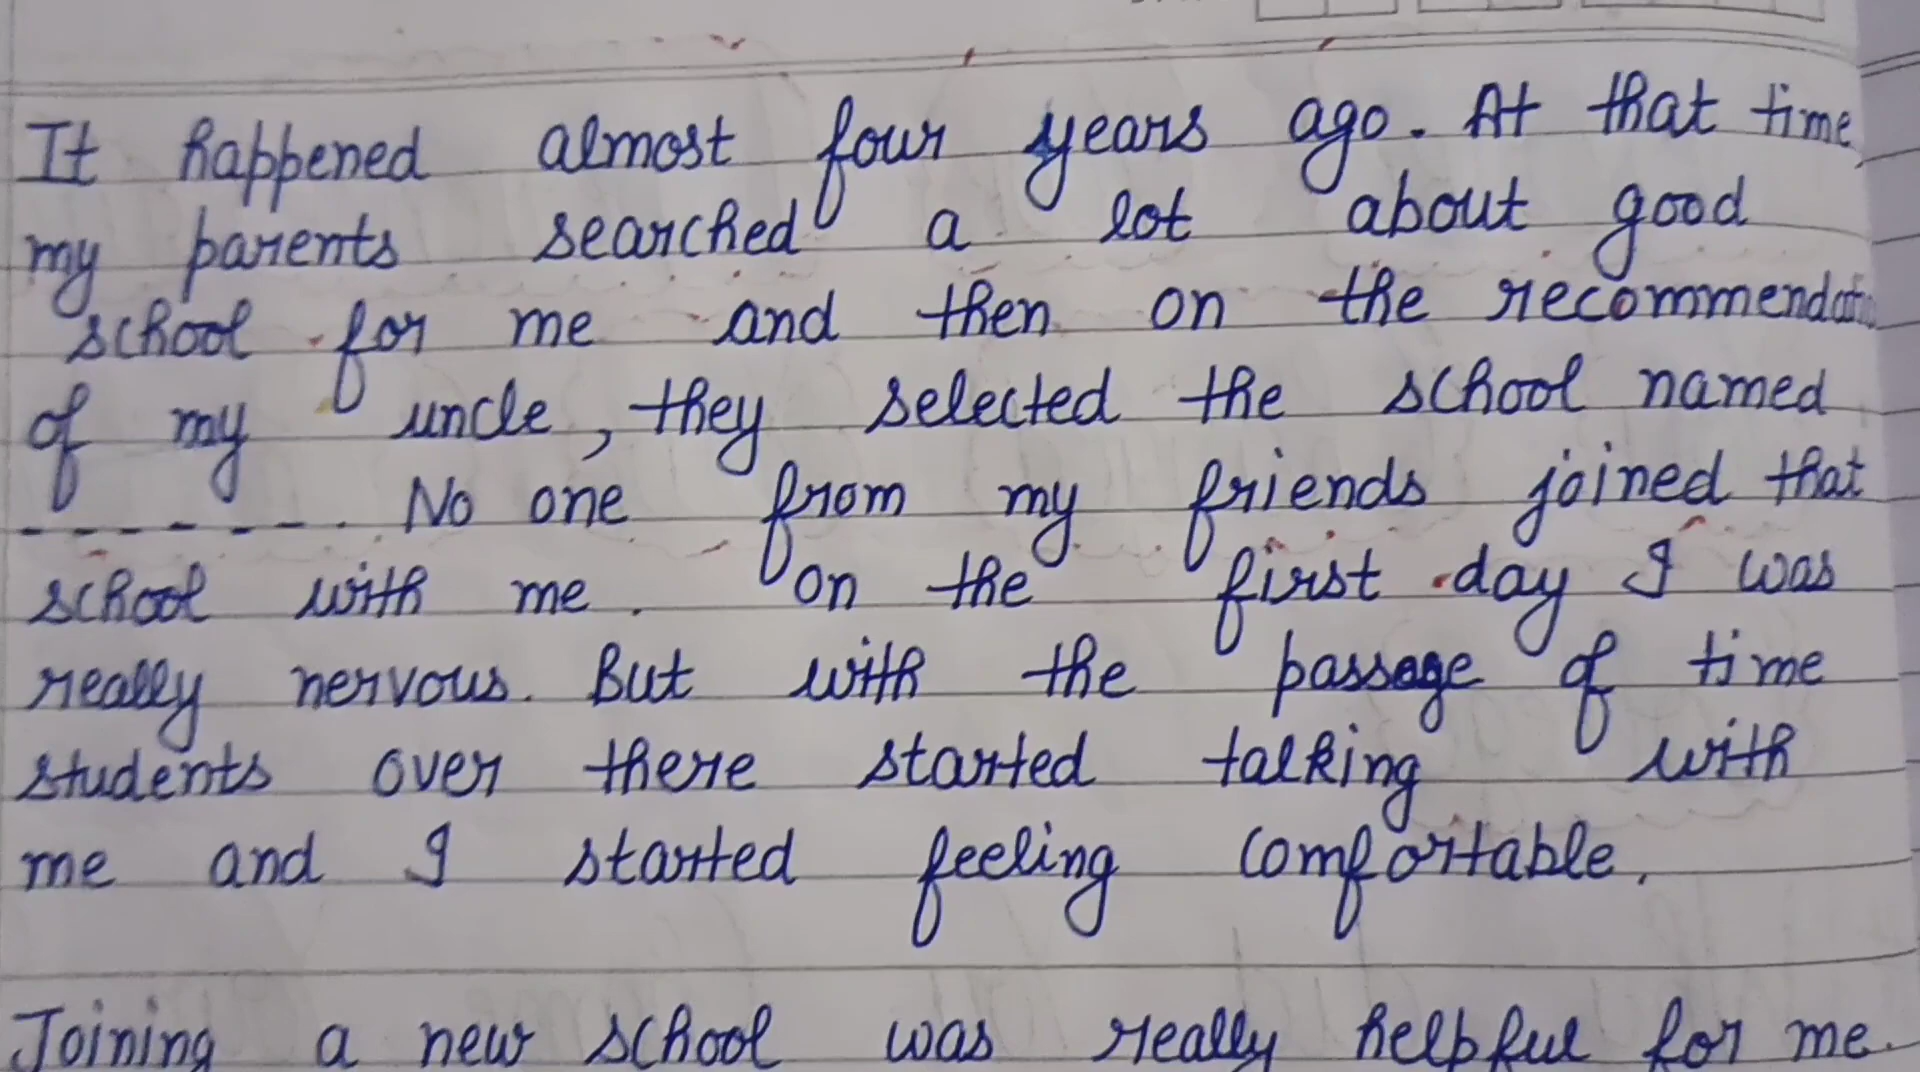 It happened almost four years ago. At that time
my parents searched a lot about good
school for me and then on the recommendati
of my uncle, they selected the school named
- - - - - - - . No one from my friends joined that
school with me. On the first day I was
really nervous. But with the passage of time
students over there started talking with
me and I started feeling comfortable.
Joining a new school was really helpful for me.